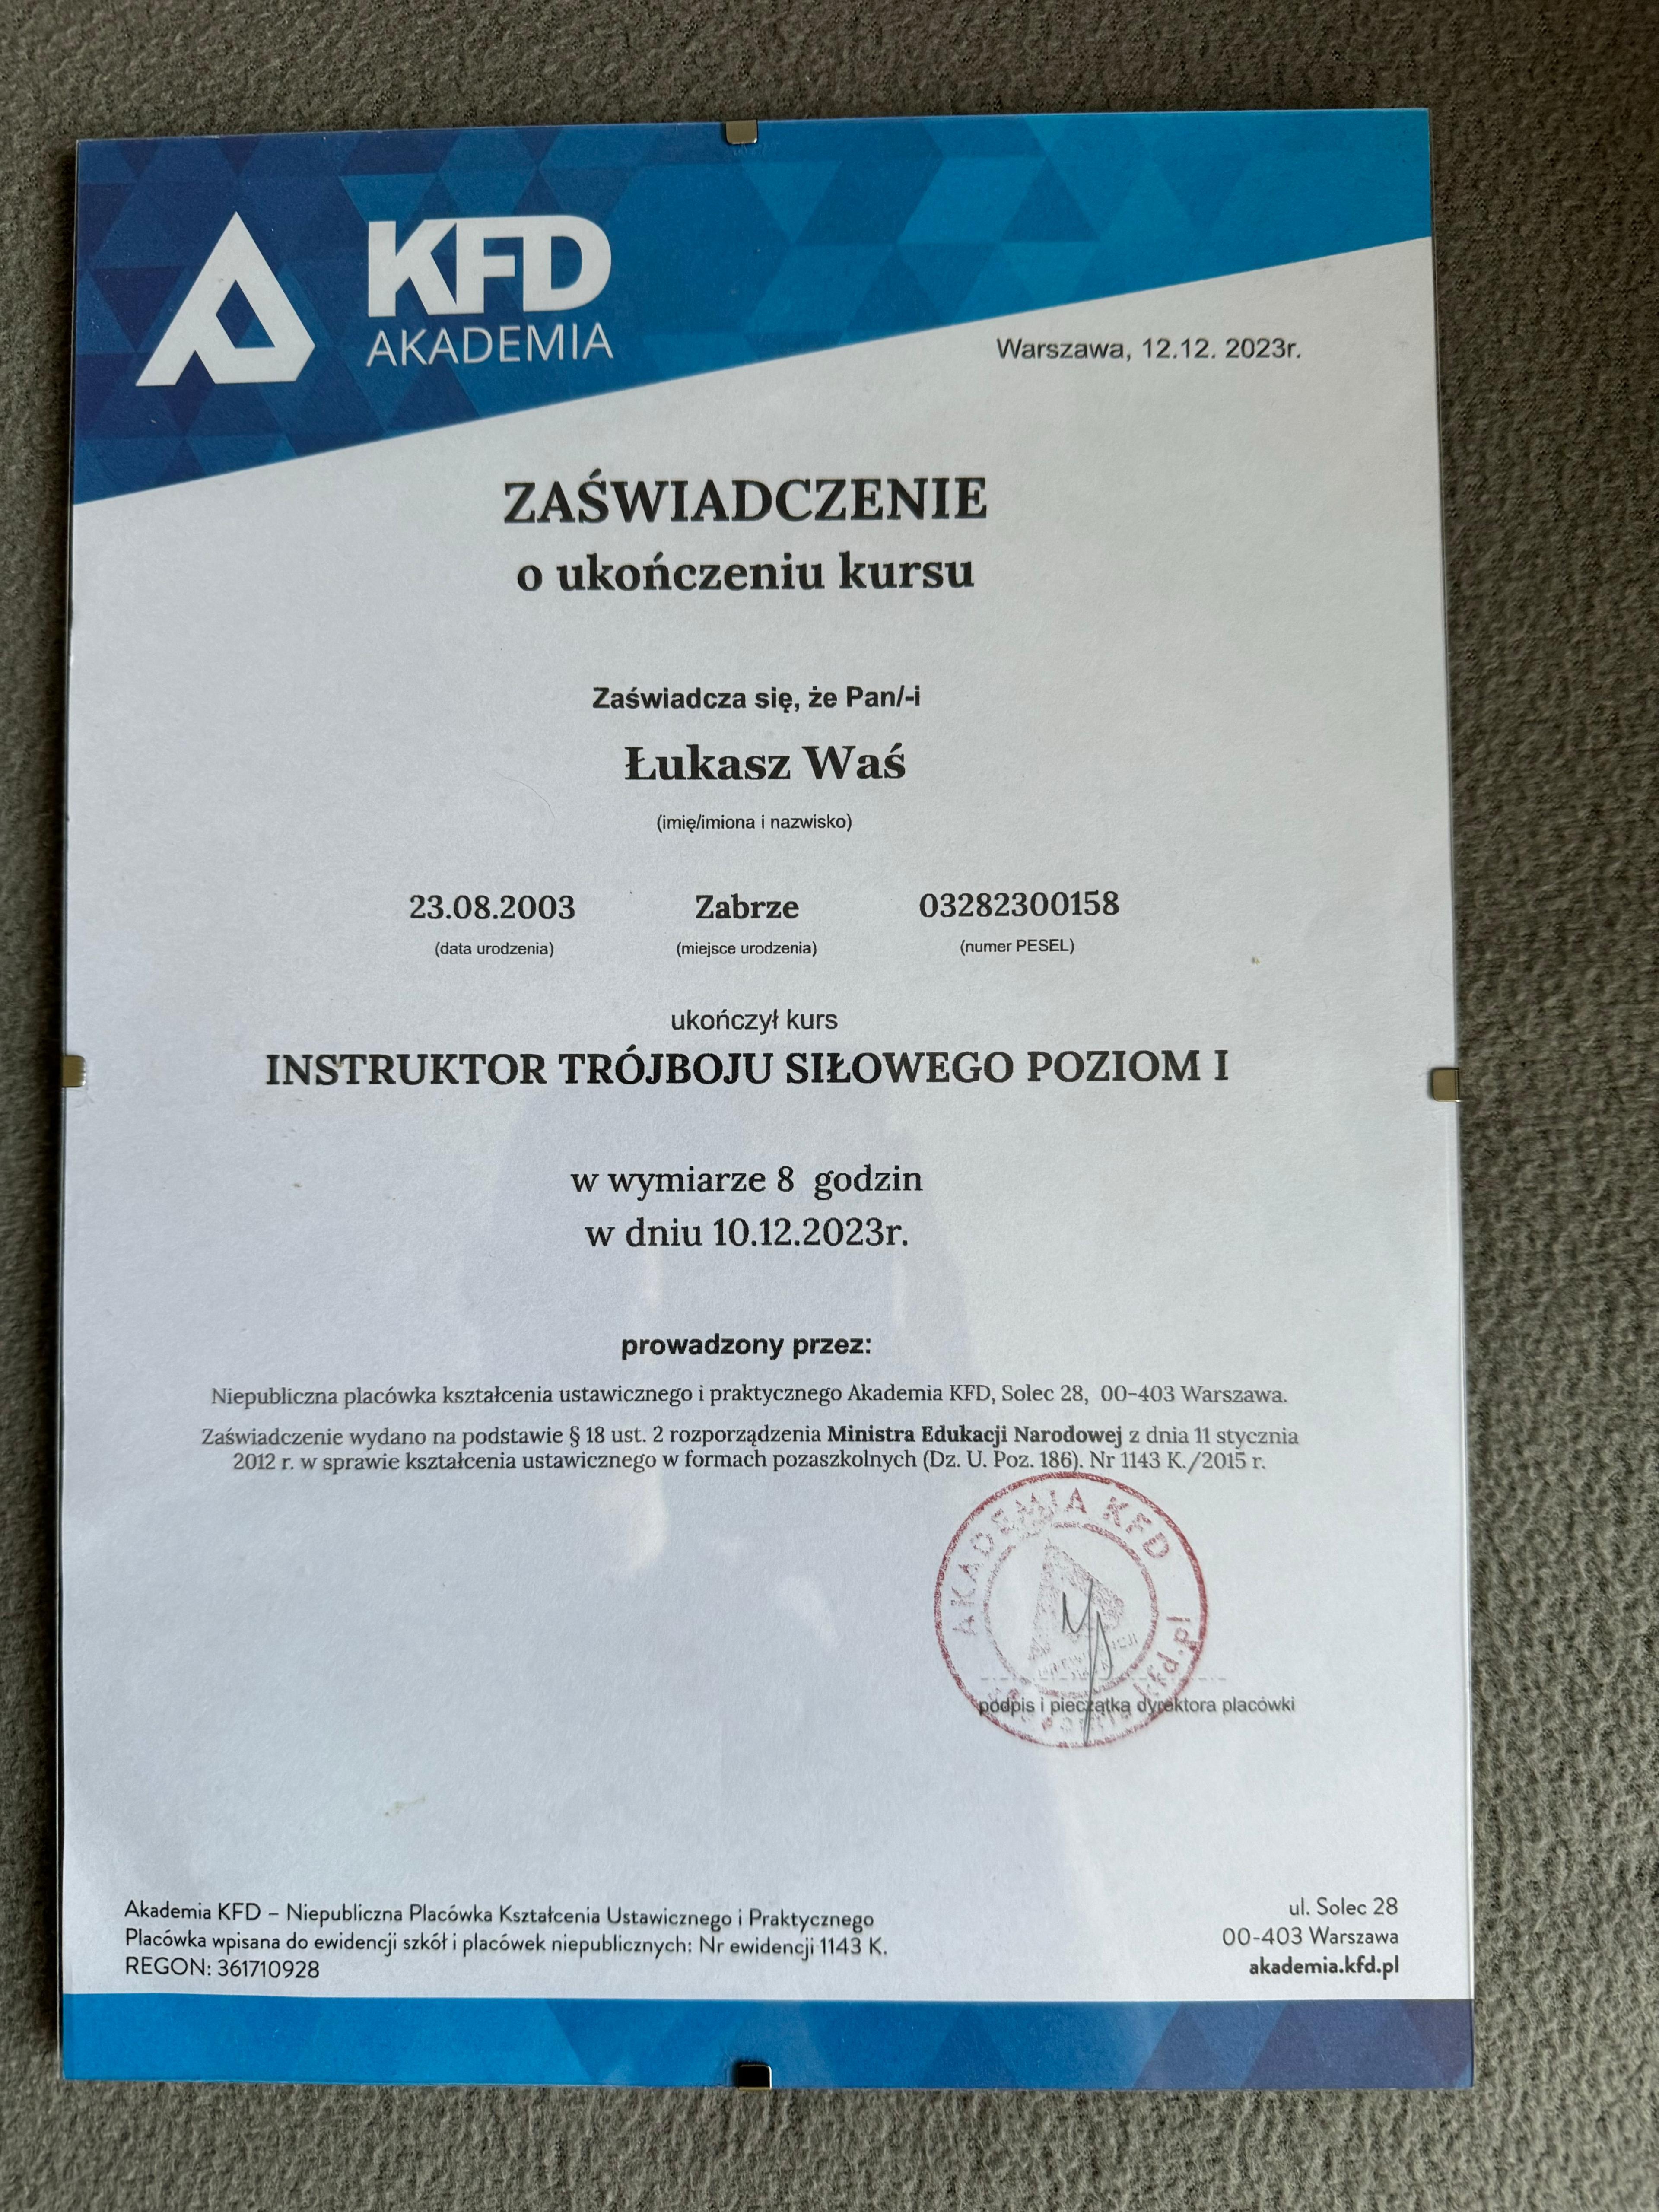 KFD
AKADEMIA
Warszawa, 12.12. 2023r.
ZAŚWIADCZENIE
o ukończeniu kursu
Zaświadcza się, że Pan/-i
Łukasz Waś
(imię/imiona i nazwisko)
23.08.2003 Zabrze 03282300158
(data urodzenia) (miejsce urodzenia) (numer PESEL)
ukończył kurs
INSTRUKTOR TRÓJBOJU SIŁOWEGO POZIOM I
w wymiarze 8 godzin
w dniu 10.12.2023r.
prowadzony przez:
Niepubliczna placówka kształcenia ustawicznego i praktycznego Akademia KFD, Solec 28, 00-403 Warszawa.
Zaświadczenie wydano na podstawie § 18 ust. 2 rozporządzenia Ministra Edukacji Narodowej z dnia 11 stycznia
2012 r. w sprawie kształcenia ustawicznego w formach pozaszkolnych (Dz. U. Poz. 186). Nr 1143 K./2015 r.
AKADEMIA KFD
podpis i pieczątka dyrektora placówki
Akademia KFD – Niepubliczna Placówka Kształcenia Ustawicznego i Praktycznego
Placówka wpisana do ewidencji szkół i placówek niepublicznych: Nr ewidencji 1143 K.
REGON: 361710928
ul. Solec 28
00-403 Warszawa
akademia.kfd.pl